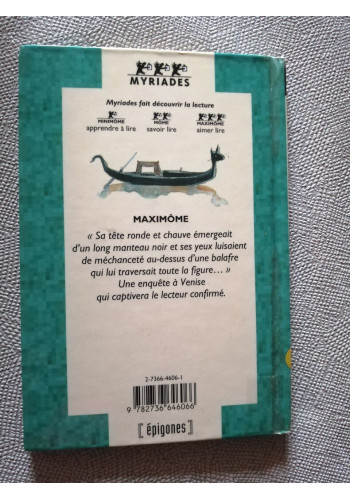 MYRIADES
Myriades fait découvrir la lecture
MINIMÔME MÔME MAXIMÔME
apprendre à lire savoir lire aimer lire
MAXIMÔME
« Sa tête ronde et chauve émergeait
d'un long manteau noir et ses yeux luisaient
de méchanceté au-dessus d'une balafre
qui lui traversait toute la figure... »
Une enquête à Venise
qui captivera le lecteur confirmé.
2-7366-4606-1
9 782736 646066
[ épigones ]